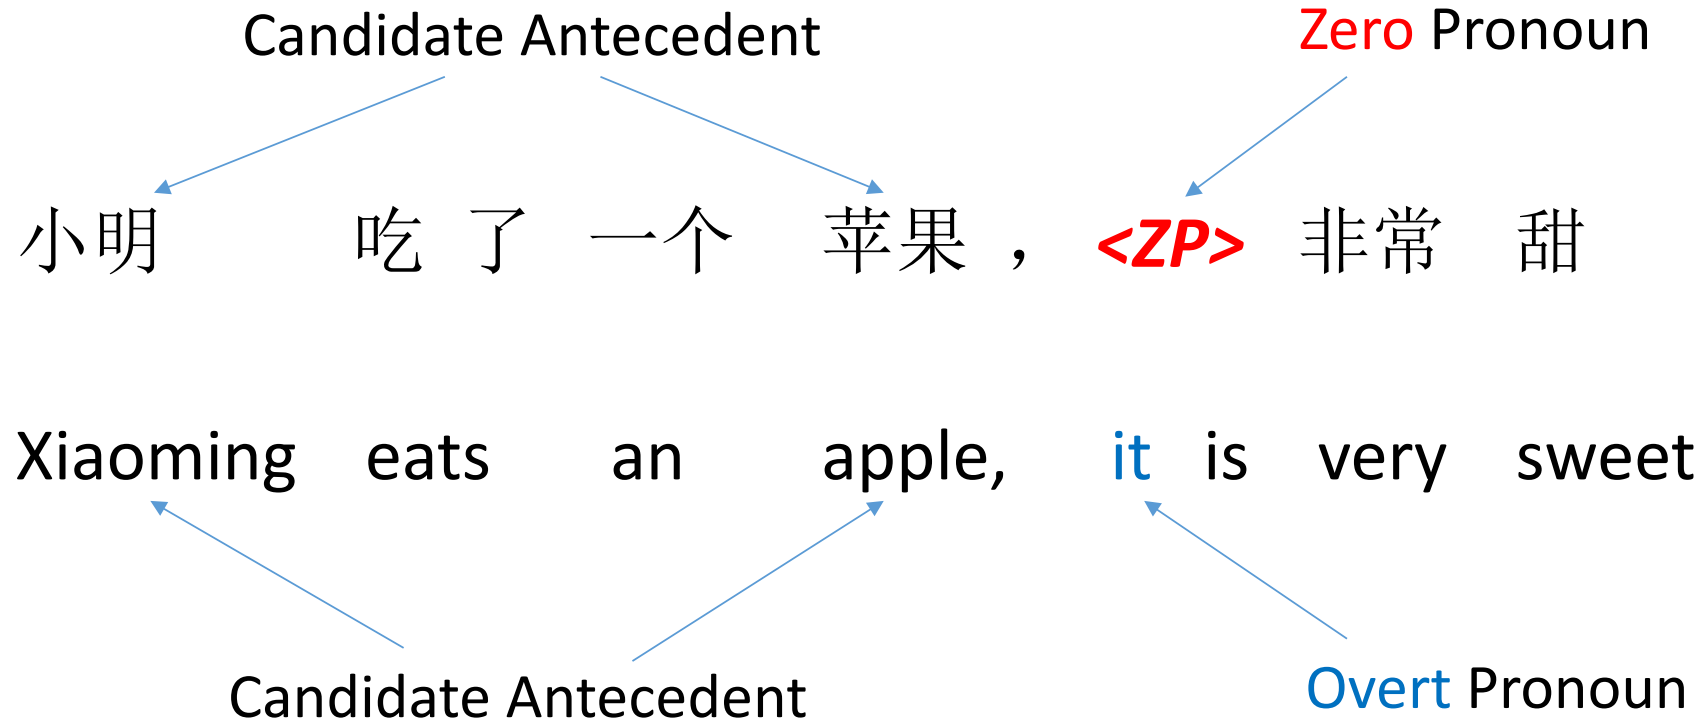 Candidate Antecedent Zero Pronoun
小明 吃 了 一个 苹果 ， <ZP> 非常 甜
Xiaoming eats an apple, it is very sweet
Candidate Antecedent Overt Pronoun